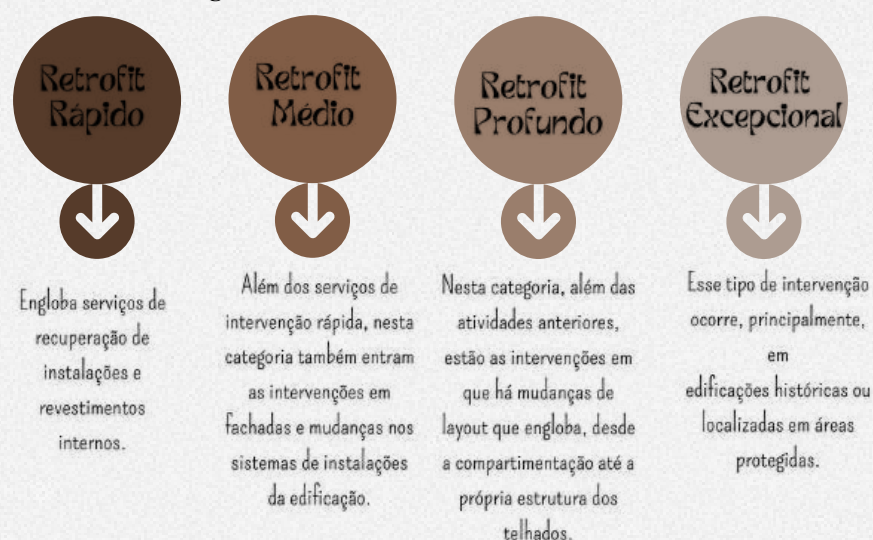 Retrofit
Rápido
Retrofit
Médio
Retrofit
Profundo
Retrofit
Excepcional
Engloba serviços de
recuperação de
instalações e
revestimentos
internos.
Além dos serviços de
intervenção rápida, nesta
categoria também entram
as intervenções em
fachadas e mudanças nos
sistemas de instalações
da edificação.
Nesta categoria, além das
atividades anteriores,
estão as intervenções em
que há mudanças de
layout que engloba, desde
a compartimentação até a
própria estrutura dos
telhados.
Esse tipo de intervenção
ocorre, principalmente,
em
edificações históricas ou
localizadas em áreas
protegidas.